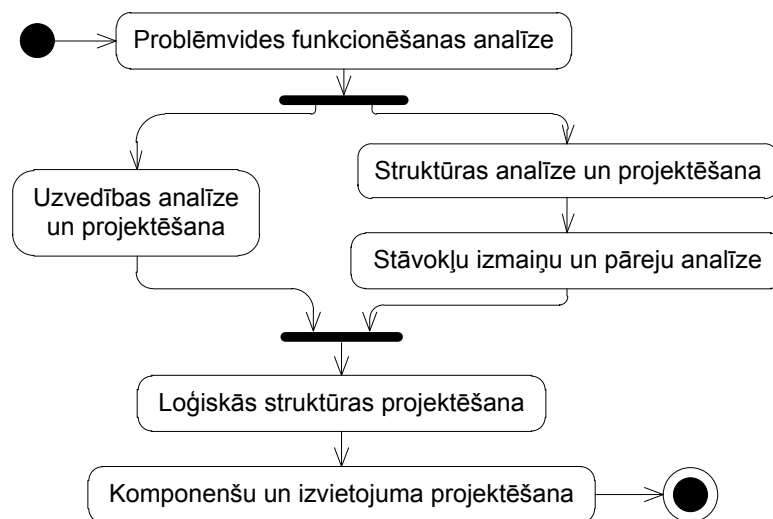 Problēmvides funkcionēšanas analīze
Uzvedības analīze
un projektēšana
Struktūras analīze un projektēšana
Stāvokļu izmaiņu un pāreju analīze
Loģiskās struktūras projektēšana
Komponenšu un izvietojuma projektēšana